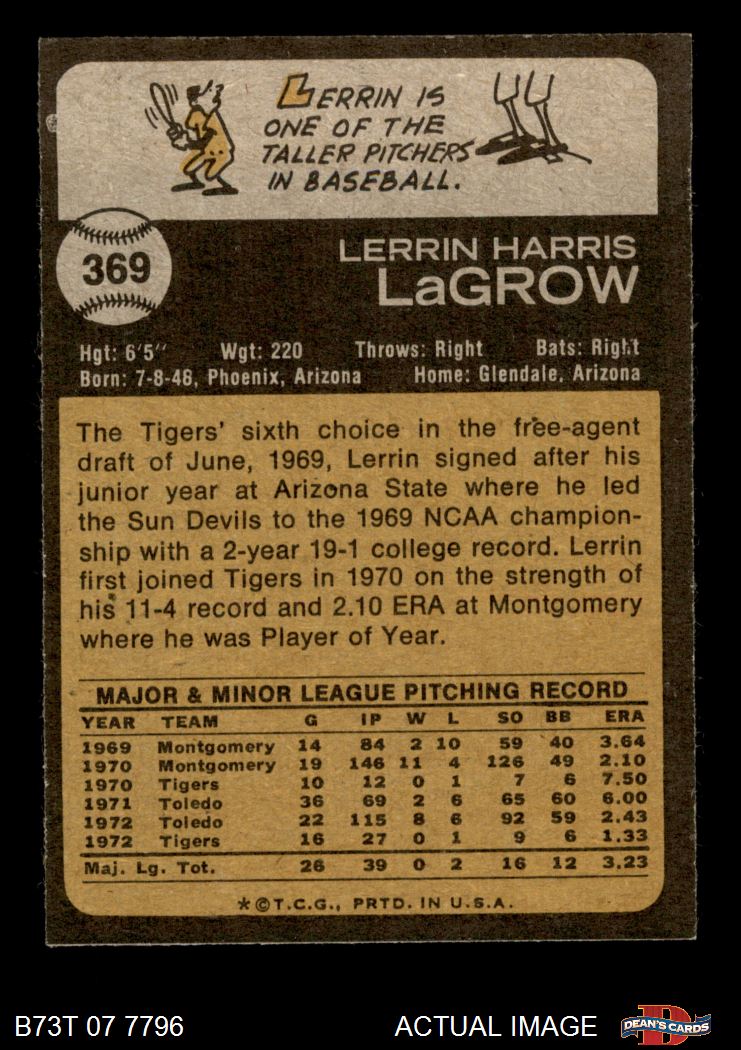 LERRIN IS
ONE OF THE
TALLER PITCHERS
IN BASEBALL.
369
LERRIN HARRIS
LaGROW
Hgt: 6'5" Wgt: 220 Throws: Right Bats: Right
Born: 7-8-48, Phoenix, Arizona Home: Glendale, Arizona
The Tigers' sixth choice in the free-agent
draft of June, 1969, Lerrin signed after his
junior year at Arizona State where he led
the Sun Devils to the 1969 NCAA champion-
ship with a 2-year 19-1 college record. Lerrin
first joined Tigers in 1970 on the strength of
his 11-4 record and 2.10 ERA at Montgomery
where he was Player of Year.
MAJOR & MINOR LEAGUE PITCHING RECORD
YEAR TEAM G IP W L SO BB ERA
1969 Montgomery 14 84 2 10 59 40 3.64
1970 Montgomery 19 146 11 4 126 49 2.10
1970 Tigers 10 12 0 1 7 6 7.50
1971 Toledo 36 69 2 6 65 60 6.00
1972 Toledo 22 115 8 6 92 59 2.43
1972 Tigers 16 27 0 1 9 6 1.33
Maj. Lg. Tot. 26 39 0 2 16 12 3.23
*©T.C.G., PRTD. IN U.S.A.
B73T 07 7796 ACTUAL IMAGE DEAN'S CARDS